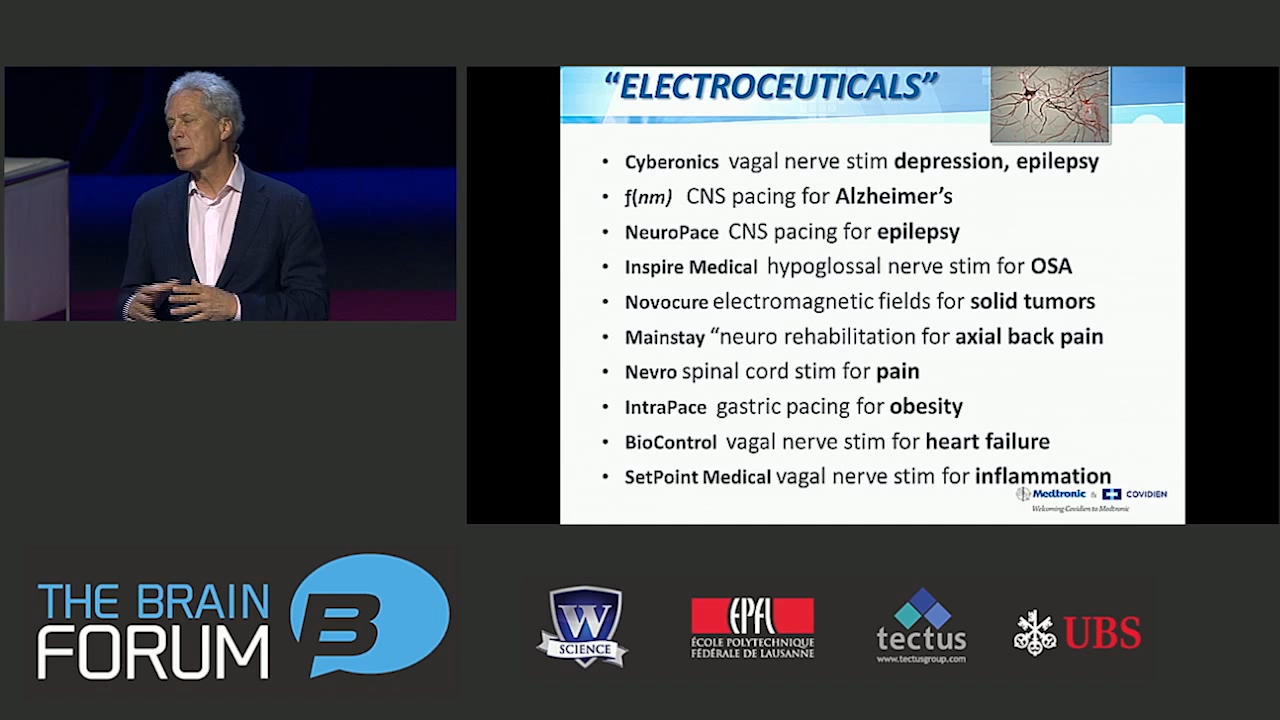 “ELECTROCEUTICALS”
• Cyberonics vagal nerve stim depression, epilepsy
• ƒ(nm) CNS pacing for Alzheimer’s
• NeuroPace CNS pacing for epilepsy
• Inspire Medical hypoglossal nerve stim for OSA
• Novocure electromagnetic fields for solid tumors
• Mainstay “neuro rehabilitation for axial back pain
• Nevro spinal cord stim for pain
• IntraPace gastric pacing for obesity
• BioControl vagal nerve stim for heart failure
• SetPoint Medical vagal nerve stim for inflammation
Medtronic & COVIDIEN
Welcoming Covidien to Medtronic
THE BRAIN
FORUM
B
W
SCIENCE
EPFL
ÉCOLE POLYTECHNIQUE
FÉDÉRALE DE LAUSANNE
tectus
www.tectusgroup.com
UBS